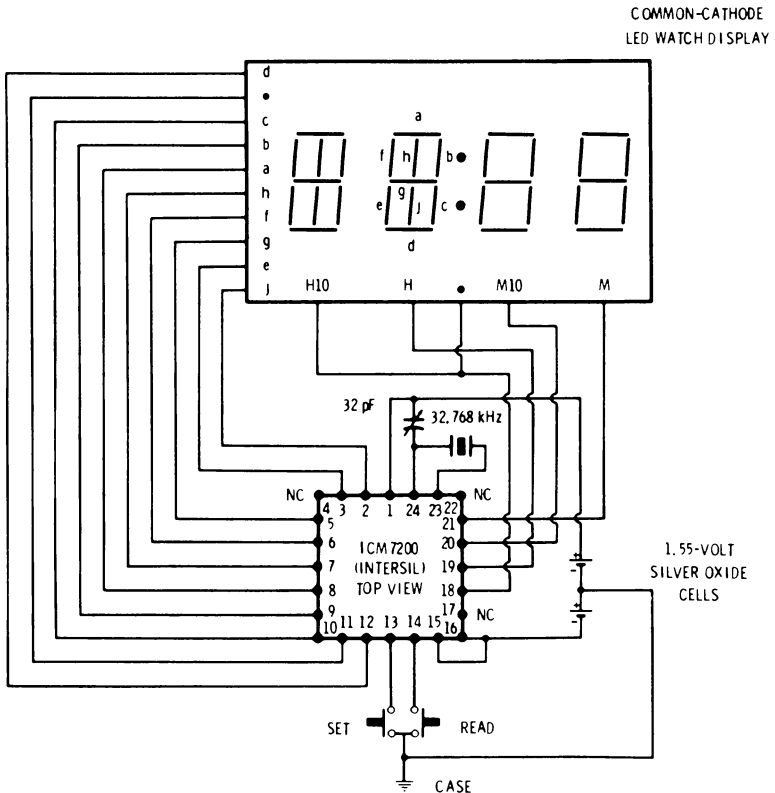 COMMON-CATHODE
LED WATCH DISPLAY
d
•
c
b
a
h
f
g
e
J
a
f h b
g
e J c
d
H10 H • M10 M
32 pF 32.768 kHz
NC NC
4 3 2 1 24 23 22
5 21
6 20
7 19
8 18
9 17 NC
10 11 12 13 14 15 16
ICM7200
(INTERSIL)
TOP VIEW
+
-
+
-
1.55-VOLT
SILVER OXIDE
CELLS
SET READ
CASE